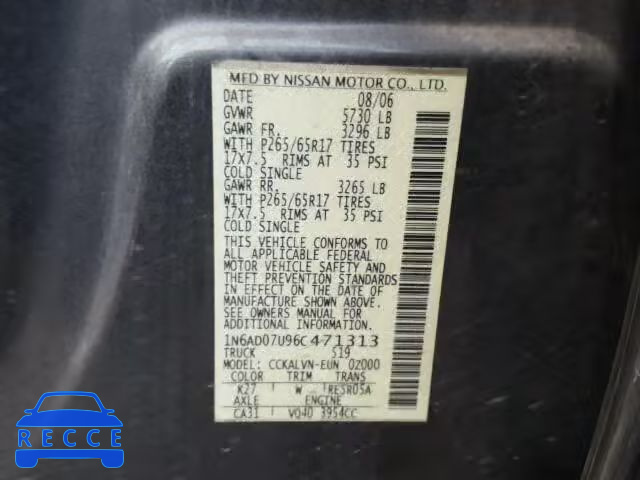 MFD BY NISSAN MOTOR CO., LTD.
DATE 08/06
GVWR 5730 LB
GAWR FR. 3296 LB
WITH P265/65R17 TIRES
17X7.5 RIMS AT 35 PSI
COLD SINGLE
GAWR RR. 3265 LB
WITH P265/65R17 TIRES
17X7.5 RIMS AT 35 PSI
COLD SINGLE
THIS VEHICLE CONFORMS TO
ALL APPLICABLE FEDERAL
MOTOR VEHICLE SAFETY AND
THEFT PREVENTION STANDARDS
IN EFFECT ON THE DATE OF
MANUFACTURE SHOWN ABOVE.
SEE OWNERS MANUAL FOR
ADDITIONAL INFORMATION.
1N6AD07U96C471313
TRUCK 519
MODEL: CCKALVN-EUN 02000
COLOR TRIM TRANS
K27 W RE5R05A
AXLE ENGINE
CA31 VQ40 3954CC
RECCE